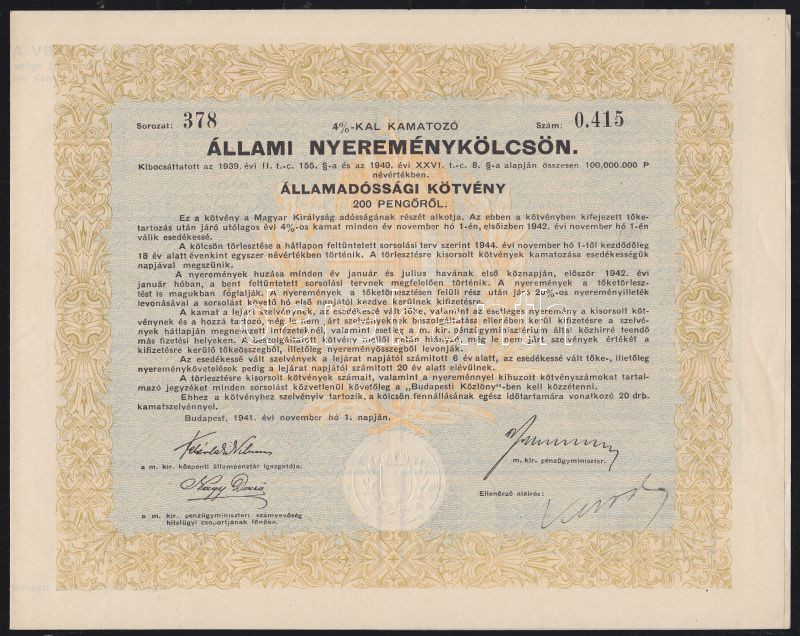 Sorozat: 378
4%-KAL KAMATOZÓ
Szám: 0.415
ÁLLAMI NYEREMÉNYKÖLCSÖN.
Kibocsáttatott az 1939. évi II. t.-c. 155. §-a és az 1940. évi XXVI. t.-c. 8. §-a alapján összesen 100,000.000 P
névértékben.
ÁLLAMADÓSSÁGI KÖTVÉNY
200 PENGŐRŐL.
Ez a kötvény a Magyar Királyság adósságának részét alkotja. Az ebben a kötvényben kifejezett tőke-
tartozás után járó utólagos évi 4%-os kamat minden év november hó 1-én, elsőízben 1942. évi november hó 1-én
válik esedékessé.
A kölcsön törlesztése a hátlapon feltüntetett sorsolási terv szerint 1944. évi november hó 1-től kezdődőleg
18 év alatt évenkint egyszer névértékben történik. A törlesztésre kisorsolt kötvények kamatozása esedékességük
napjával megszűnik.
A nyeremények huzása minden év január és julius havának első köznapján, először 1942. évi
január hóban, a bent feltüntetett sorsolási tervnek megfelelően történik. A nyeremények a tőketörlesz-
tést is magukban foglalják. A nyeremények a tőketörlesztésen felüli rész után járó 20%-os nyereményilleték
levonásával a sorsolást követő hó első napjától kezdve kerülnek kifizetésre.
A kamat a lejárt szelvénynek, az esedékessé vált tőke, valamint az esetleges nyeremény a kisorsolt köt-
vénynek és a hozzá tartozó, még le nem járt szelvényeknek beszolgáltatása ellenében kerül kifizetésre a szelvé-
nyek hátlapján megnevezett intézeteknél, valamint esetleg a m. kir. pénzügyminisztérium által közhirré teendő
más fizetési helyeken. A beszolgáltatott kötvény mellől netán hiányzó, le nem járt szelvények értékét a
kifizetésre kerülő tőkeösszegből, illetőleg nyereményösszegből levonják.
Az esedékessé vált szelvények a lejárat napjától számított 6 év alatt, az esedékessé vált tőke-, illetőleg
nyereménykövetelések pedig a lejárat napjától számított 20 év alatt elévülnek.
A törlesztésre kisorsolt kötvények számait, valamint a nyereménnyel kihuzott kötvényszámokat tartal-
mazó jegyzéket minden sorsolást közvetlenül követőleg a „Budapesti Közlöny"-ben kell közzétenni.
Ehhez a kötvényhez szelvényív tartozik, a kölcsön fennállásának egész időtartamára vonatkozó 20 drb.
kamatszelvénnyel.
Budapest, 1941. évi november hó 1. napján.
a m. kir. központi állampénztár igazgatója.
m. kir. pénzügyminiszter.
Nagy Dezső
Ellenőrző aláírás:
a m. kir. pénzügyminiszteri számvevőség
hitelügyi csoportjának főnöke.